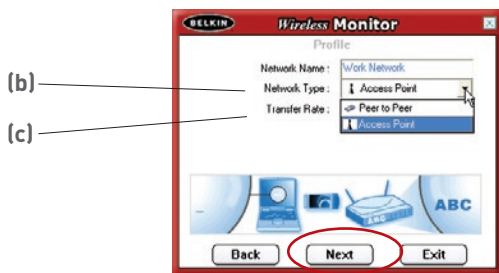 BELKIN Wireless Monitor
Profile
Network Name : Work Network
(b) Network Type : Access Point
(c) Transfer Rate : Peer to Peer
Access Point
ABC
Back Next Exit